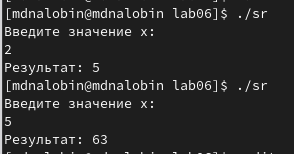 [mdnalobin@mdnalobin lab06]$ ./sr
Введите значение x:
2
Результат: 5
[mdnalobin@mdnalobin lab06]$ ./sr
Введите значение x:
5
Результат: 63